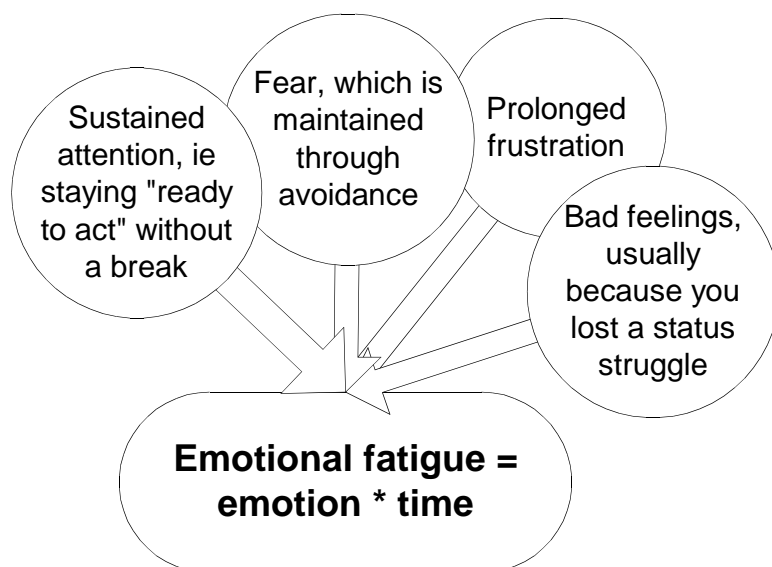 Sustained
attention, ie
staying "ready
to act" without
a break
Fear, which is
maintained
through
avoidance
Prolonged
frustration
Bad feelings,
usually
because you
lost a status
struggle
Emotional fatigue =
emotion * time